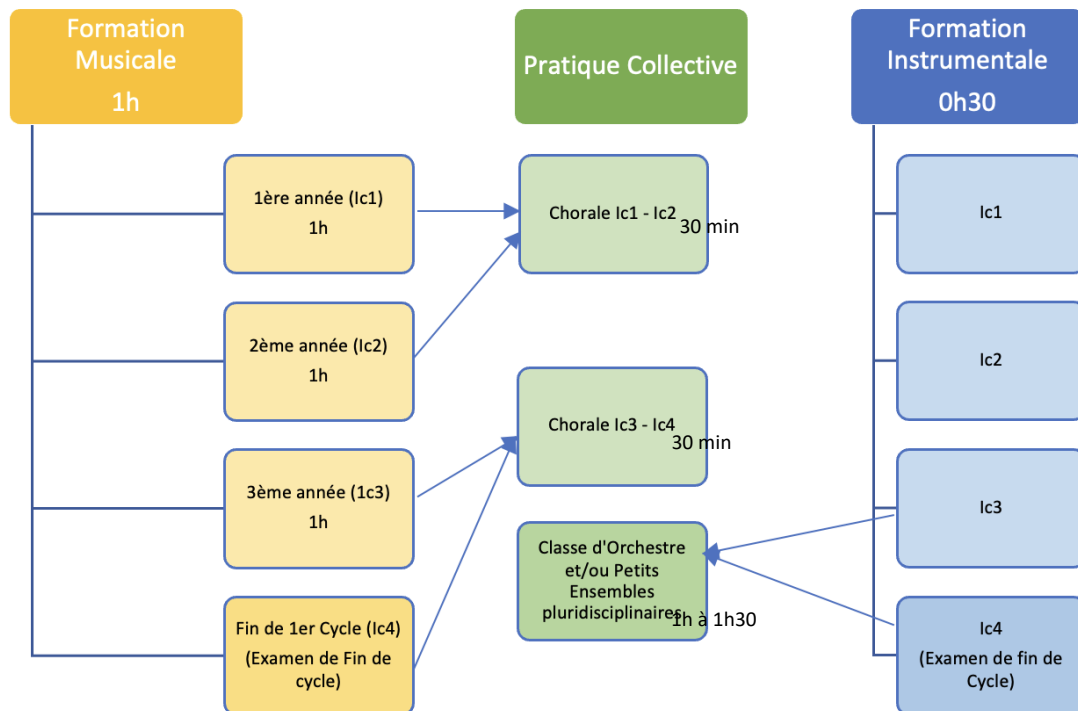 Formation
Musicale
1h
Pratique Collective
Formation
Instrumentale
0h30
1ère année (Ic1)
1h
Chorale Ic1 - Ic2
30 min
Ic1
2ème année (Ic2)
1h
Ic2
Chorale Ic3 - Ic4
30 min
3ème année (1c3)
1h
Ic3
Classe d'Orchestre
et/ou Petits
Ensembles
pluridisciplinaires
1h à 1h30
Fin de 1er Cycle (Ic4)
(Examen de Fin de
cycle)
Ic4
(Examen de fin de
Cycle)